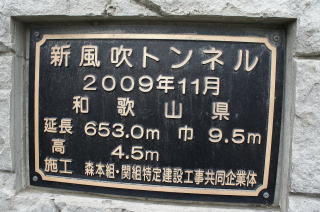 新風吹トンネル
2009年11月
和歌山県
延長 653.0m 巾 9.5m
高 4.5m
施工 森本組・関組特定建設工事共同企業体